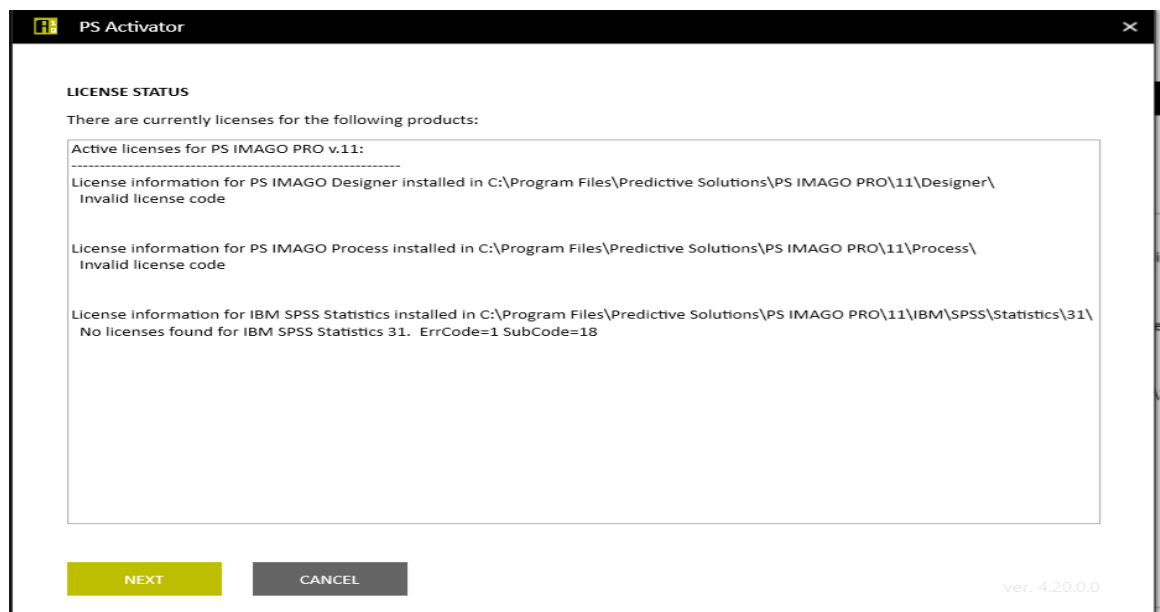 PS Activator
LICENSE STATUS
There are currently licenses for the following products:
Active licenses for PS IMAGO PRO v.11:
----------------------------------------------------------
License information for PS IMAGO Designer installed in C:\Program Files\Predictive Solutions\PS IMAGO PRO\11\Designer\
Invalid license code
License information for PS IMAGO Process installed in C:\Program Files\Predictive Solutions\PS IMAGO PRO\11\Process\
Invalid license code
License information for IBM SPSS Statistics installed in C:\Program Files\Predictive Solutions\PS IMAGO PRO\11\IBM\SPSS\Statistics\31\
No licenses found for IBM SPSS Statistics 31.  ErrCode=1 SubCode=18
NEXT
CANCEL
ver. 4.20.0.0